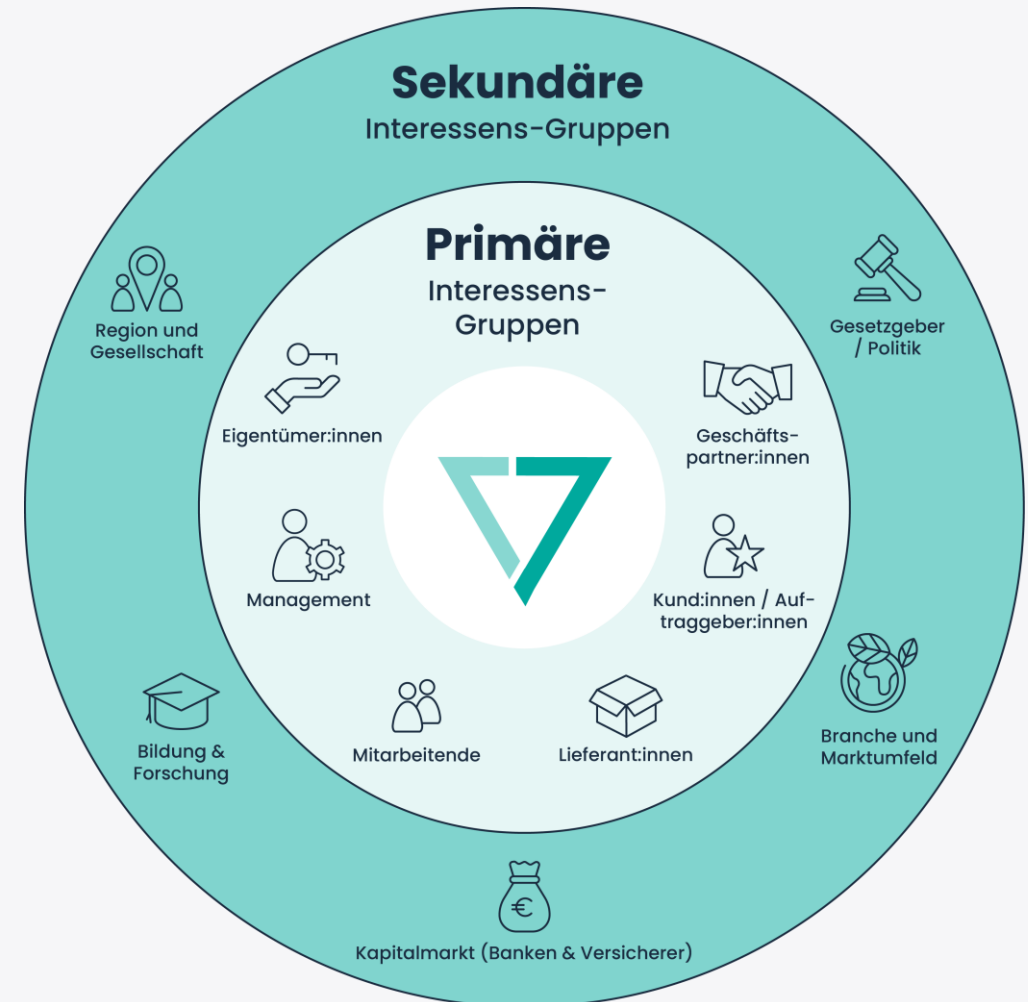 Sekundäre
Interessens-Gruppen
Primäre
Interessens-
Gruppen
Region und
Gesellschaft
Gesetzgeber
/ Politik
Eigentümer:innen
Geschäfts-
partner:innen
Management
Kund:innen / Auf-
traggeber:innen
Mitarbeitende
Lieferant:innen
Bildung &
Forschung
Branche und
Marktumfeld
€
Kapitalmarkt (Banken & Versicherer)